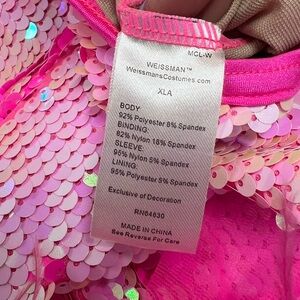 MCL-W
WEISSMAN™
WeissmansCostumes.com
XLA
BODY:
92% Polyester 8% Spandex
BINDING:
82% Nylon 18% Spandex
SLEEVE:
95% Nylon 5% Spandex
LINING:
95% Polyester 5% Spandex
Exclusive of Decoration
RN64630
MADE IN CHINA
See Reverse For Care